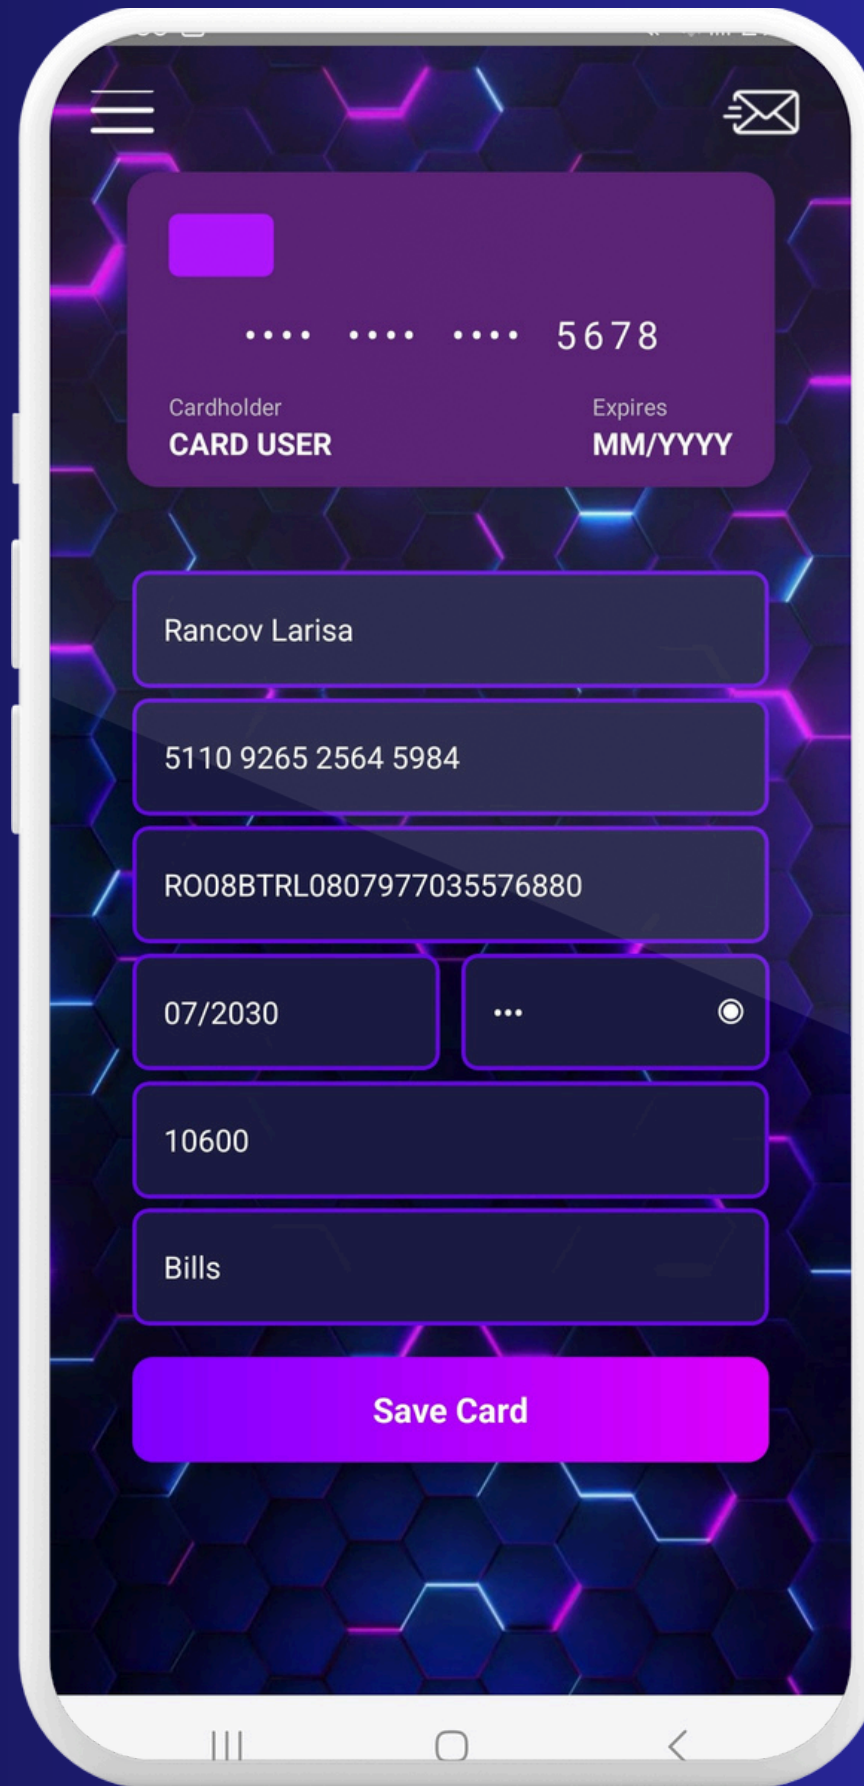 •••• •••• •••• 5678
Cardholder Expires
CARD USER MM/YYYY
Rancov Larisa
5110 9265 2564 5984
RO08BTRL0807977035576880
07/2030 •••
10600
Bills
Save Card